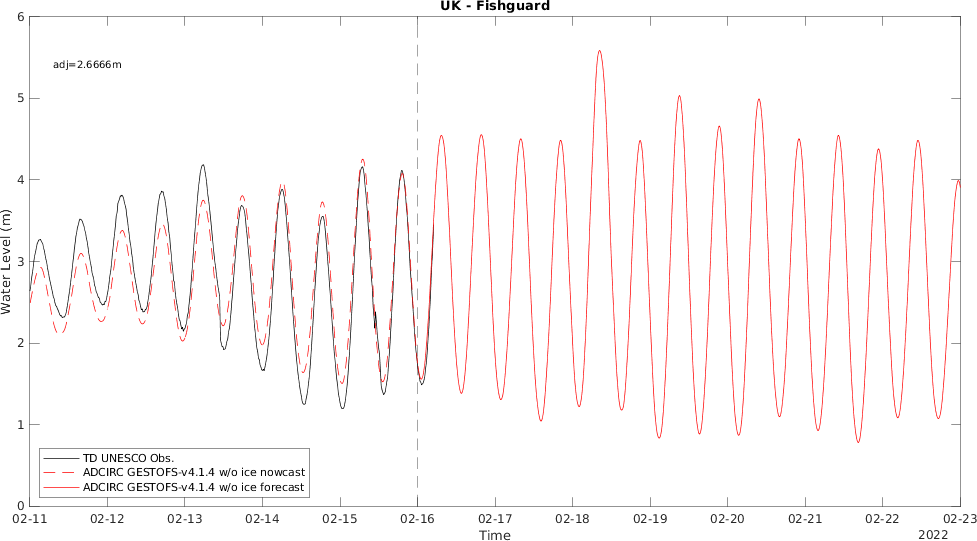 UK - Fishguard
6
adj=2.6666m
5
4
3
2
1
0
Water Level (m)
TD UNESCO Obs.
ADCIRC GESTOFS-v4.1.4 w/o ice nowcast
ADCIRC GESTOFS-v4.1.4 w/o ice forecast
02-11 02-12 02-13 02-14 02-15 02-16 02-17 02-18 02-19 02-20 02-21 02-22 02-23
Time
2022